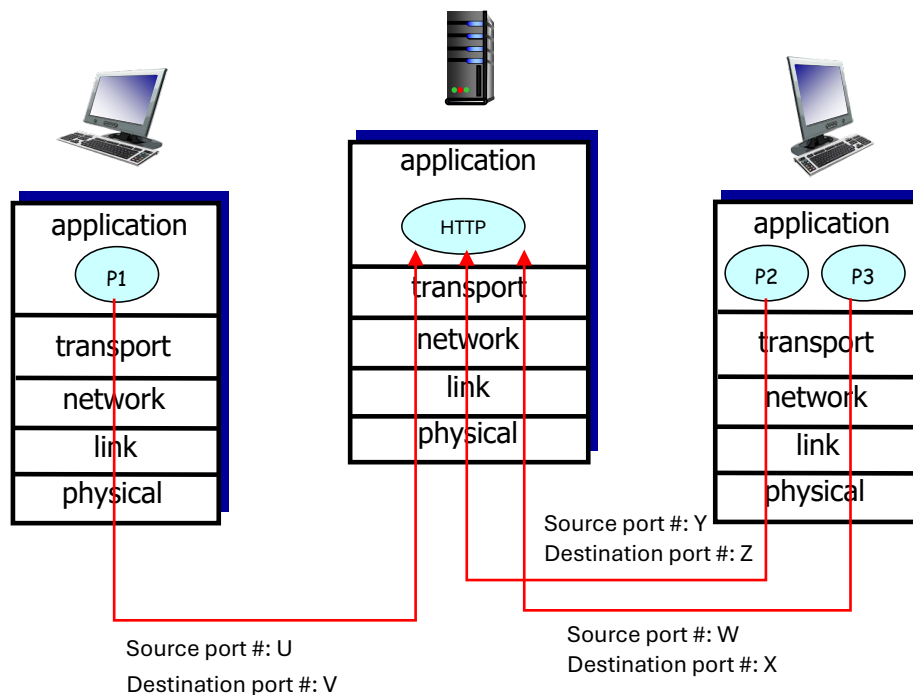 application
HTTP
transport
network
link
physical
application
P1
transport
network
link
physical
application
P2
P3
transport
network
link
physical
Source port #: Y
Destination port #: Z
Source port #: U
Destination port #: V
Source port #: W
Destination port #: X